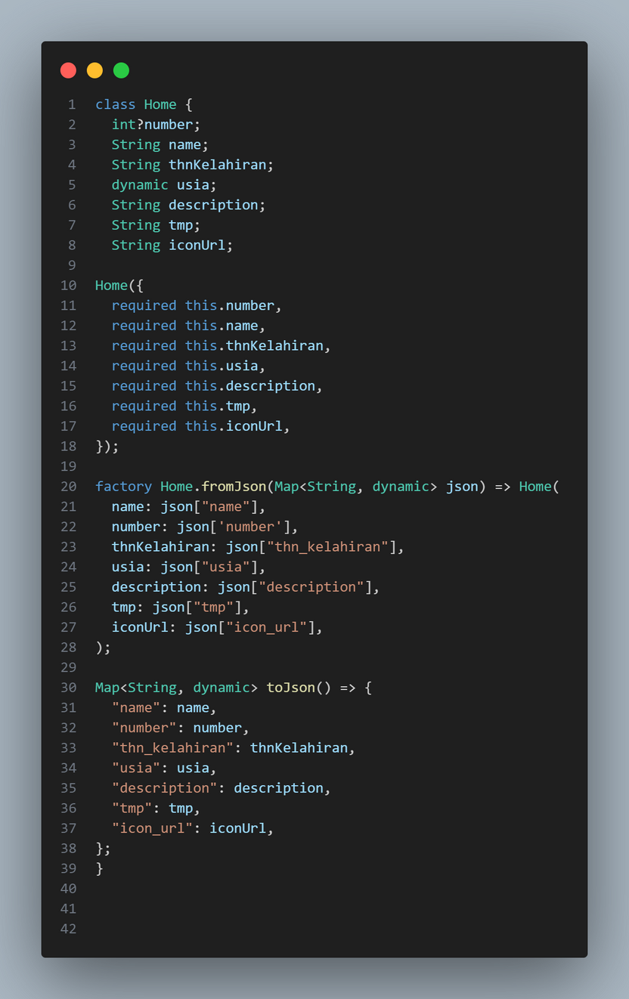 1 class Home {
2   int?number;
3   String name;
4   String thnKelahiran;
5   dynamic usia;
6   String description;
7   String tmp;
8   String iconUrl;
9
10 Home({
11   required this.number,
12   required this.name,
13   required this.thnKelahiran,
14   required this.usia,
15   required this.description,
16   required this.tmp,
17   required this.iconUrl,
18 });
19
20 factory Home.fromJson(Map<String, dynamic> json) => Home(
21   name: json["name"],
22   number: json['number'],
23   thnKelahiran: json["thn_kelahiran"],
24   usia: json["usia"],
25   description: json["description"],
26   tmp: json["tmp"],
27   iconUrl: json["icon_url"],
28 );
29
30 Map<String, dynamic> toJson() => {
31   "name": name,
32   "number": number,
33   "thn_kelahiran": thnKelahiran,
34   "usia": usia,
35   "description": description,
36   "tmp": tmp,
37   "icon_url": iconUrl,
38 };
39 }
40
41
42